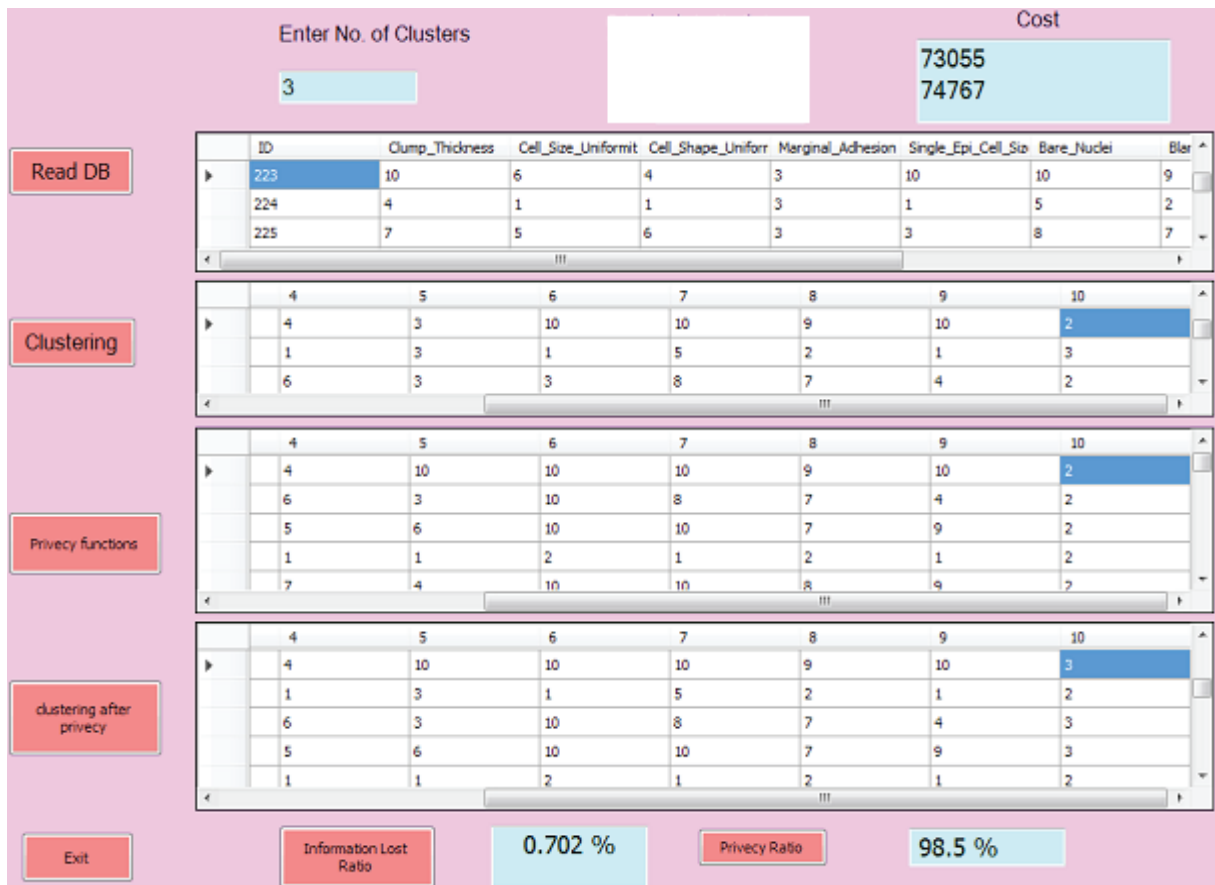 Cost
Enter No. of Clusters
3
73055
74767
Read DB
ID Clump_Thickness Cell_Size_Uniformit Cell_Shape_Uniforr Marginal_Adhesion Single_Epi_Cell_Siz Bare_Nuclei Blar
223 10 6 4 3 10 10 9
224 4 1 1 3 1 5 2
225 7 5 6 3 3 8 7
Clustering
4 5 6 7 8 9 10
4 3 10 10 9 10 2
1 3 1 5 2 1 3
6 3 3 8 7 4 2
Privecy functions
4 5 6 7 8 9 10
4 10 10 10 9 10 2
6 3 10 8 7 4 2
5 6 10 10 7 9 2
1 1 2 1 2 1 2
7 4 10 10 8 9 2
clustering after
privecy
4 5 6 7 8 9 10
4 10 10 10 9 10 3
1 3 1 5 2 1 2
6 3 10 8 7 4 3
5 6 10 10 7 9 3
1 1 2 1 2 1 2
Exit
Information Lost
Ratio
0.702 %
Privecy Ratio
98.5 %